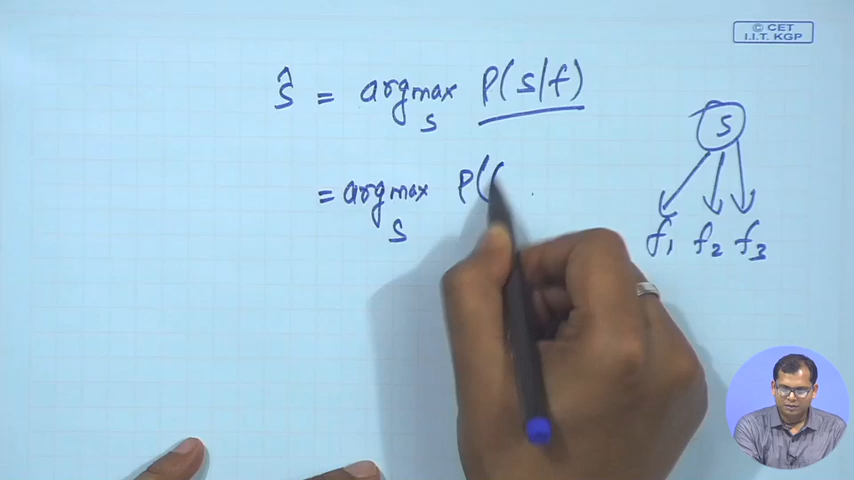 © CET
I.I.T. KGP
ŝ = argmax P(s|f)
s
= argmax P(
s
S
f₁ f₂ f₃